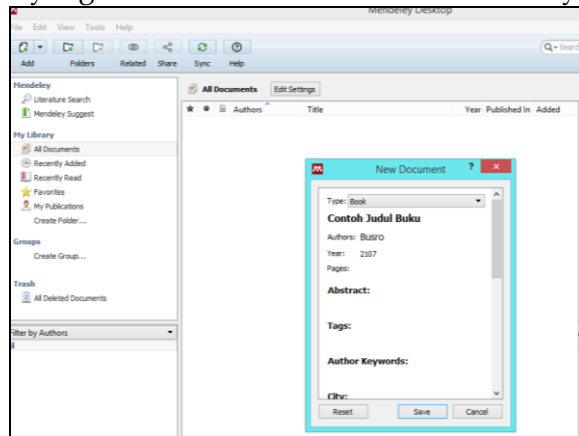 Mendeley Desktop
File Edit View Tools Help
Add Folders Related Share Sync Help
Search
Mendeley
Literature Search
Mendeley Suggest
My Library
All Documents
Recently Added
Recently Read
Favorites
My Publications
Create Folder...
Groups
Create Group...
Trash
All Deleted Documents
Filter by Authors
All Documents Edit Settings
Authors Title Year Published In Added
New Document ?
Type: Book
Contoh Judul Buku
Authors: Busro
Year: 2107
Pages:
Abstract:
Tags:
Author Keywords:
City:
Reset Save Cancel